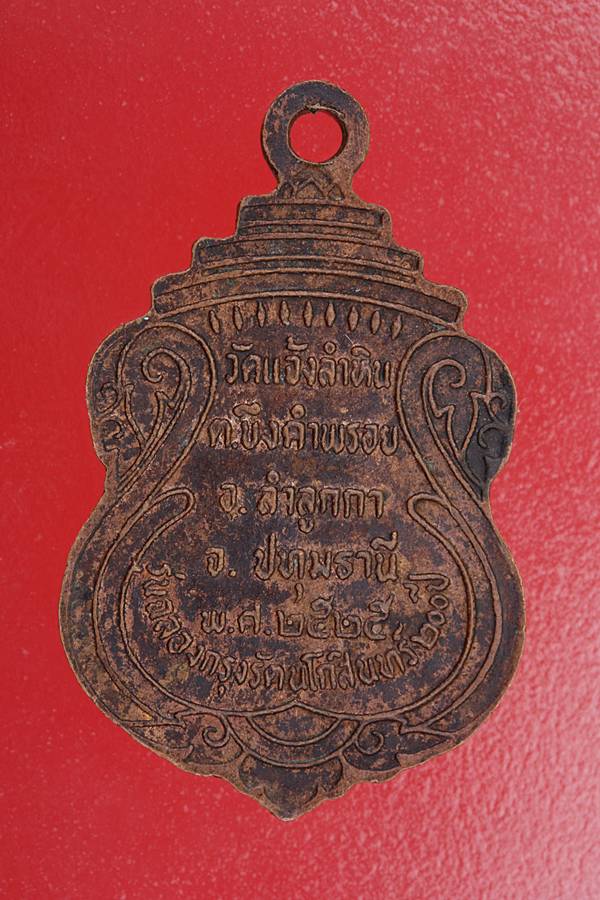 วัดแจ้งลำหิน
ต.บึงคำพรอย
อ. ลำลูกกา
จ. ปทุมธานี
พ.ศ. ๒๕๒๕
วันฉลองกรุงรัตนโกสินทร์ ๒๐๐ ปี